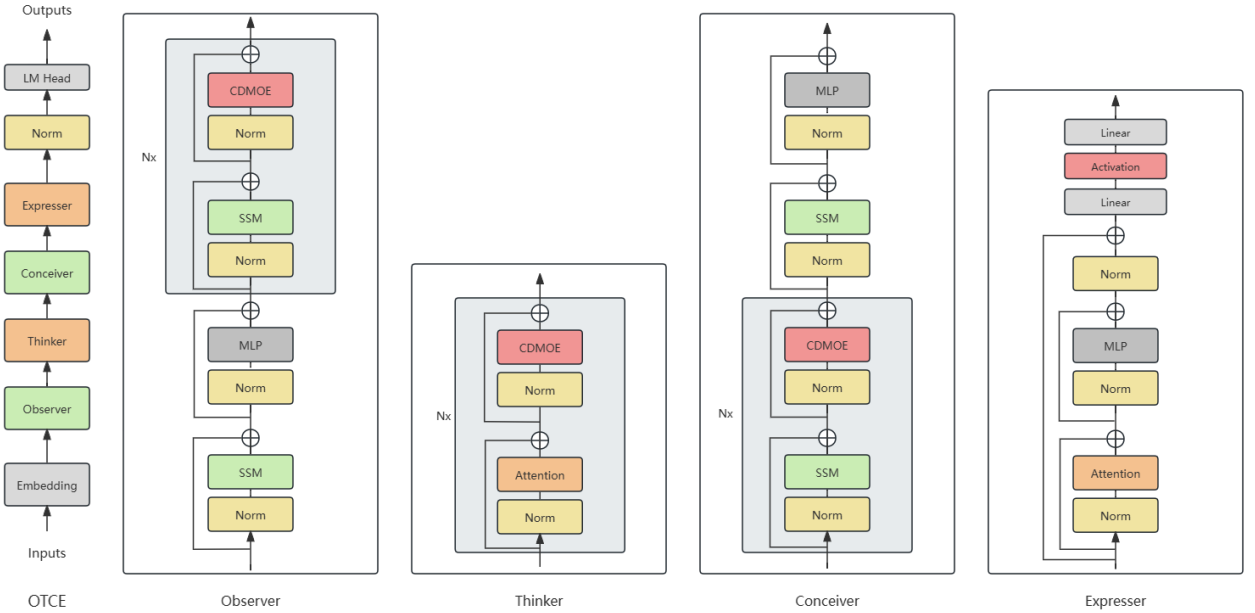 Outputs
LM Head
Norm
Expresser
Conceiver
Thinker
Observer
Embedding
Inputs
OTCE
CDMOE
Norm
Nx
SSM
Norm
MLP
Norm
SSM
Norm
Observer
CDMOE
Norm
Nx
Attention
Norm
Thinker
MLP
Norm
SSM
Norm
CDMOE
Norm
Nx
SSM
Norm
Conceiver
Linear
Activation
Linear
Norm
MLP
Norm
Attention
Norm
Expresser